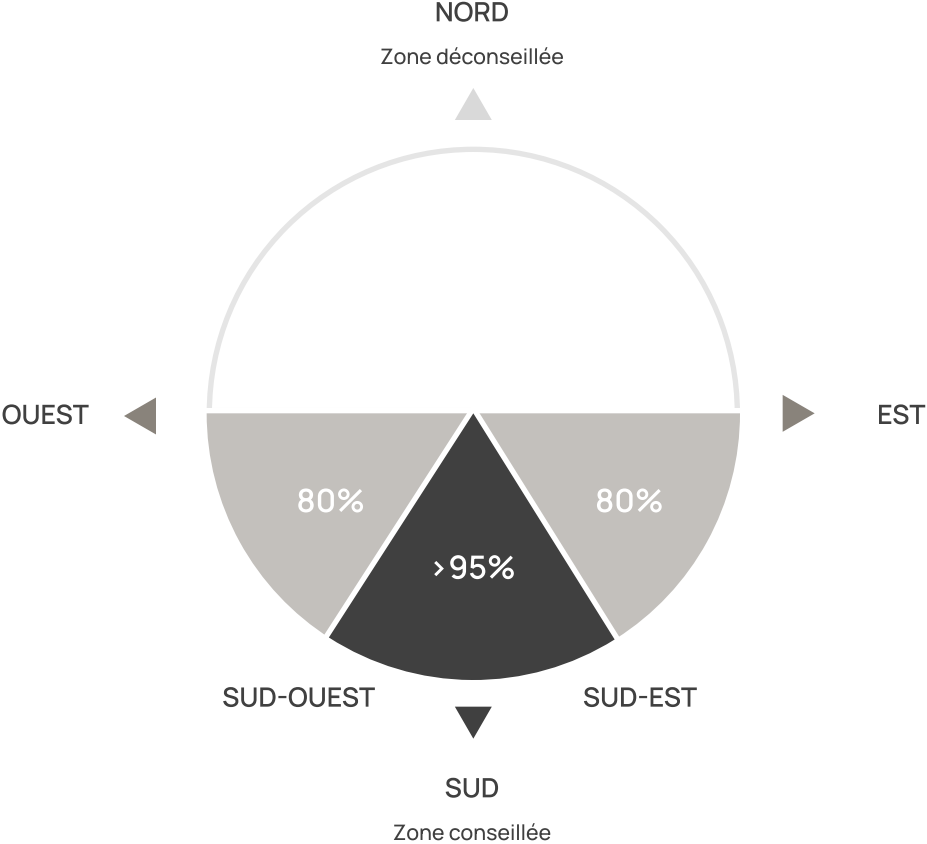 NORD
Zone déconseillée
OUEST
EST
80%
80%
>95%
SUD-OUEST
SUD-EST
SUD
Zone conseillée